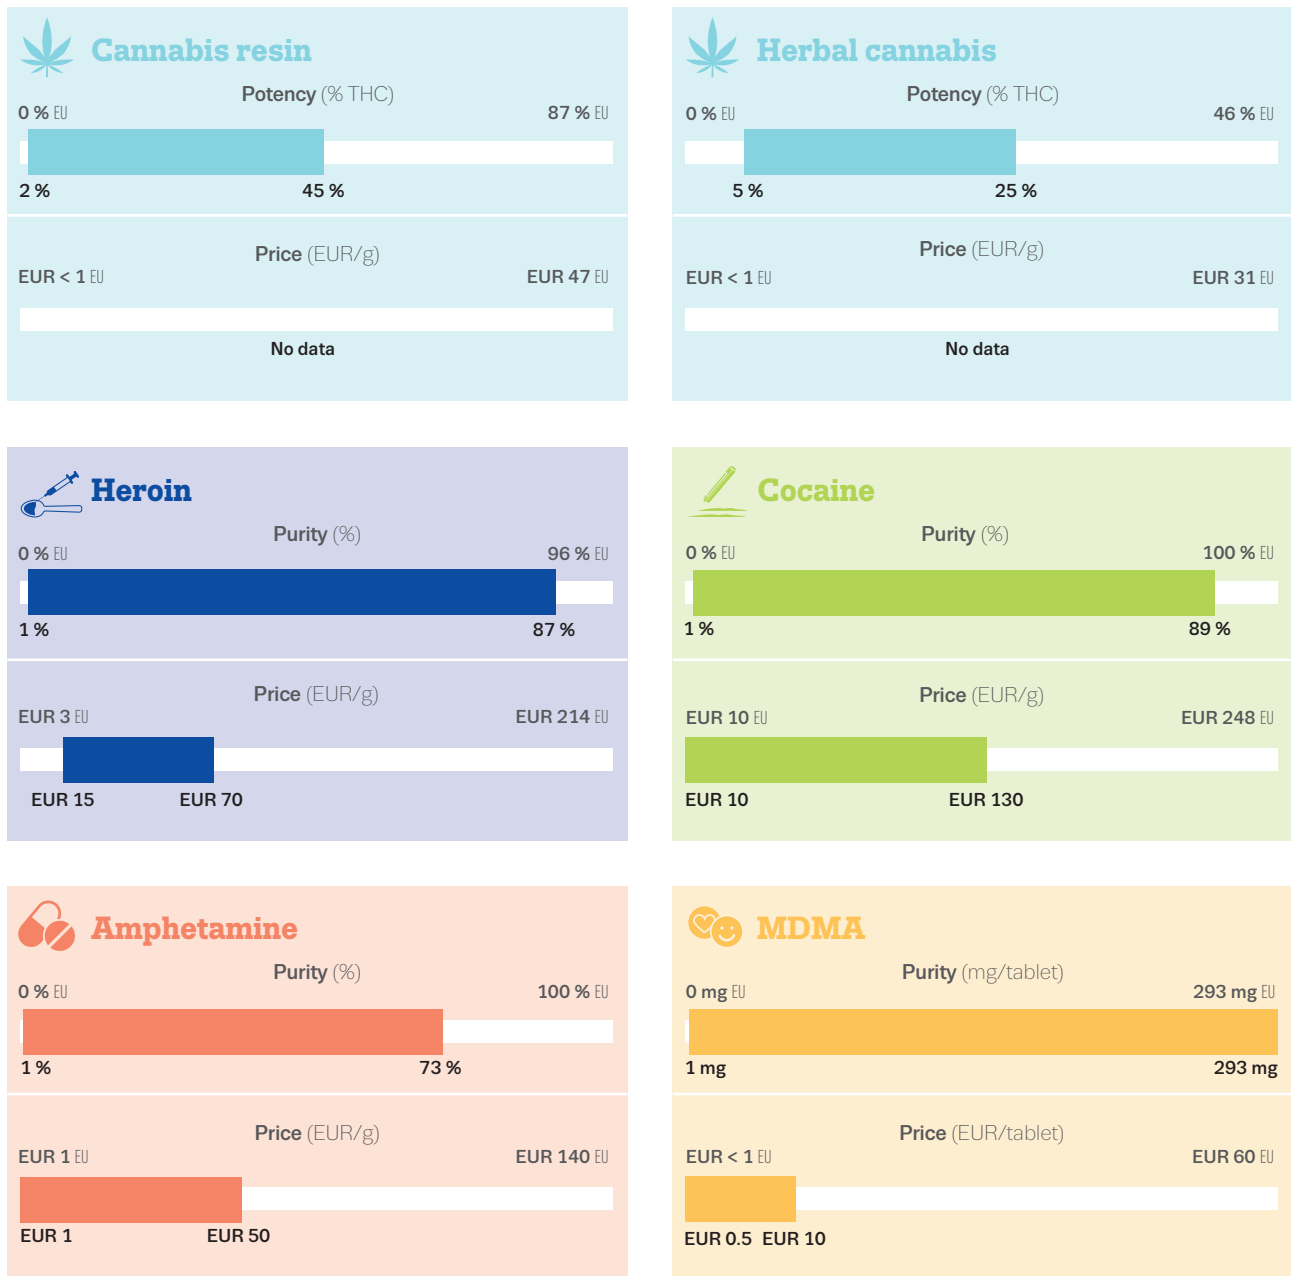 Cannabis resin
Potency (% THC)
0 % EU
87 % EU
2 %
45 %
Price (EUR/g)
EUR < 1 EU
EUR 47 EU
No data
Herbal cannabis
Potency (% THC)
0 % EU
46 % EU
5 %
25 %
Price (EUR/g)
EUR < 1 EU
EUR 31 EU
No data
Heroin
Purity (%)
0 % EU
96 % EU
1 %
87 %
Price (EUR/g)
EUR 3 EU
EUR 214 EU
EUR 15
EUR 70
Cocaine
Purity (%)
0 % EU
100 % EU
1 %
89 %
Price (EUR/g)
EUR 10 EU
EUR 248 EU
EUR 10
EUR 130
Amphetamine
Purity (%)
0 % EU
100 % EU
1 %
73 %
Price (EUR/g)
EUR 1 EU
EUR 140 EU
EUR 1
EUR 50
MDMA
Purity (mg/tablet)
0 mg EU
293 mg EU
1 mg
293 mg
Price (EUR/tablet)
EUR < 1 EU
EUR 60 EU
EUR 0.5
EUR 10